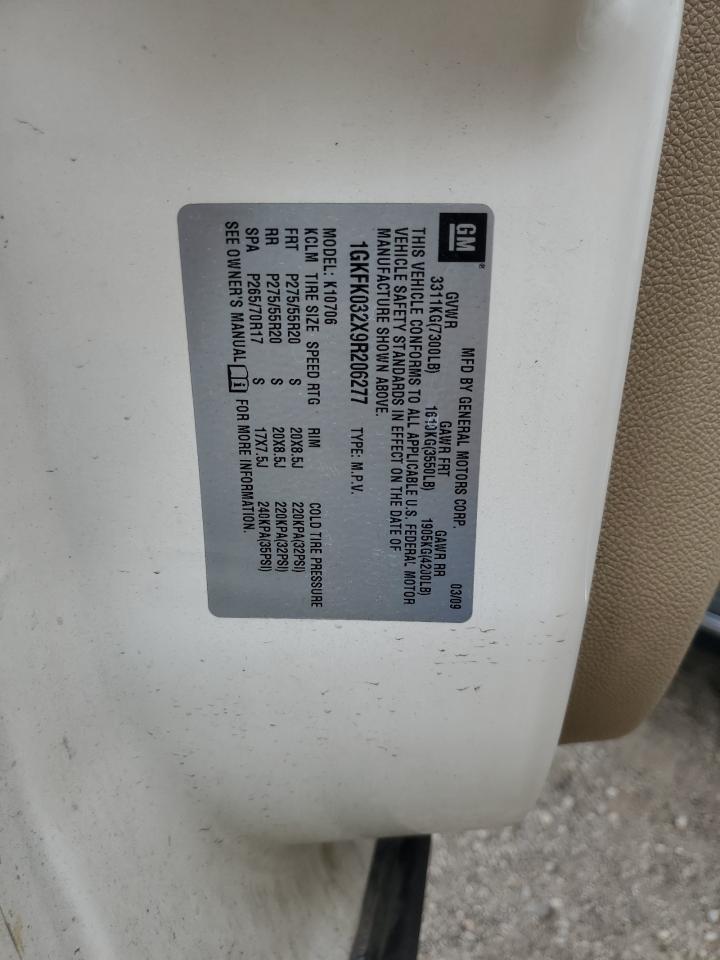 GM®
MFD BY GENERAL MOTORS CORP. 03/09
GVWR GAWR FRT GAWR RR
3311KG(7300LB) 1610KG(3550LB) 1905KG(4200LB)
THIS VEHICLE CONFORMS TO ALL APPLICABLE U.S. FEDERAL MOTOR
VEHICLE SAFETY STANDARDS IN EFFECT ON THE DATE OF
MANUFACTURE SHOWN ABOVE.
1GKFK032X9R206277 TYPE: M.P.V.
MODEL: K10706
KCLM TIRE SIZE SPEED RTG RIM COLD TIRE PRESSURE
FRT P275/55R20 S 20X8.5J 220KPA(32PSI)
RR P275/55R20 S 20X8.5J 220KPA(32PSI)
SPA P265/70R17 S 17X7.5J 240KPA(35PSI)
SEE OWNER'S MANUAL i FOR MORE INFORMATION.